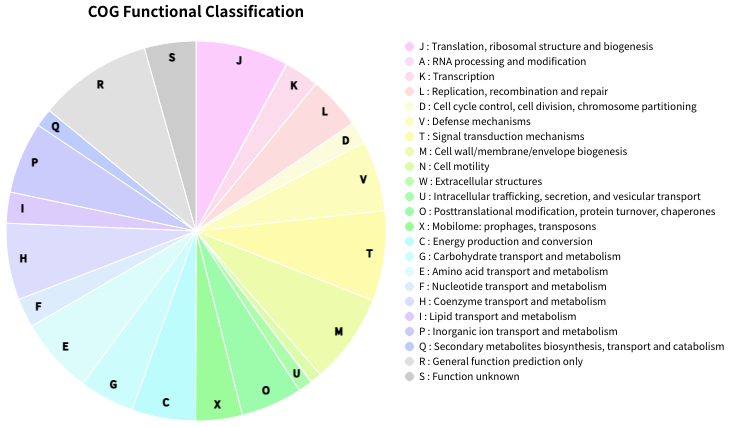 COG Functional Classification
S
J
R
K
L
Q
D
P
V
I
T
H
F
M
E
U
G
O
C
X
J : Translation, ribosomal structure and biogenesis
A : RNA processing and modification
K : Transcription
L : Replication, recombination and repair
D : Cell cycle control, cell division, chromosome partitioning
V : Defense mechanisms
T : Signal transduction mechanisms
M : Cell wall/membrane/envelope biogenesis
N : Cell motility
W : Extracellular structures
U : Intracellular trafficking, secretion, and vesicular transport
O : Posttranslational modification, protein turnover, chaperones
X : Mobilome: prophages, transposons
C : Energy production and conversion
G : Carbohydrate transport and metabolism
E : Amino acid transport and metabolism
F : Nucleotide transport and metabolism
H : Coenzyme transport and metabolism
I : Lipid transport and metabolism
P : Inorganic ion transport and metabolism
Q : Secondary metabolites biosynthesis, transport and catabolism
R : General function prediction only
S : Function unknown